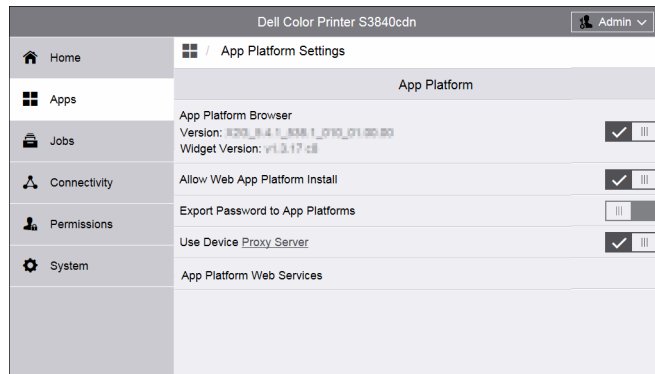 Dell Color Printer S3840cdn
Admin
Home
Apps
Jobs
Connectivity
Permissions
System
/ App Platform Settings
App Platform
App Platform Browser
Version:
Widget Version:
Allow Web App Platform Install
Export Password to App Platforms
Use Device Proxy Server
App Platform Web Services